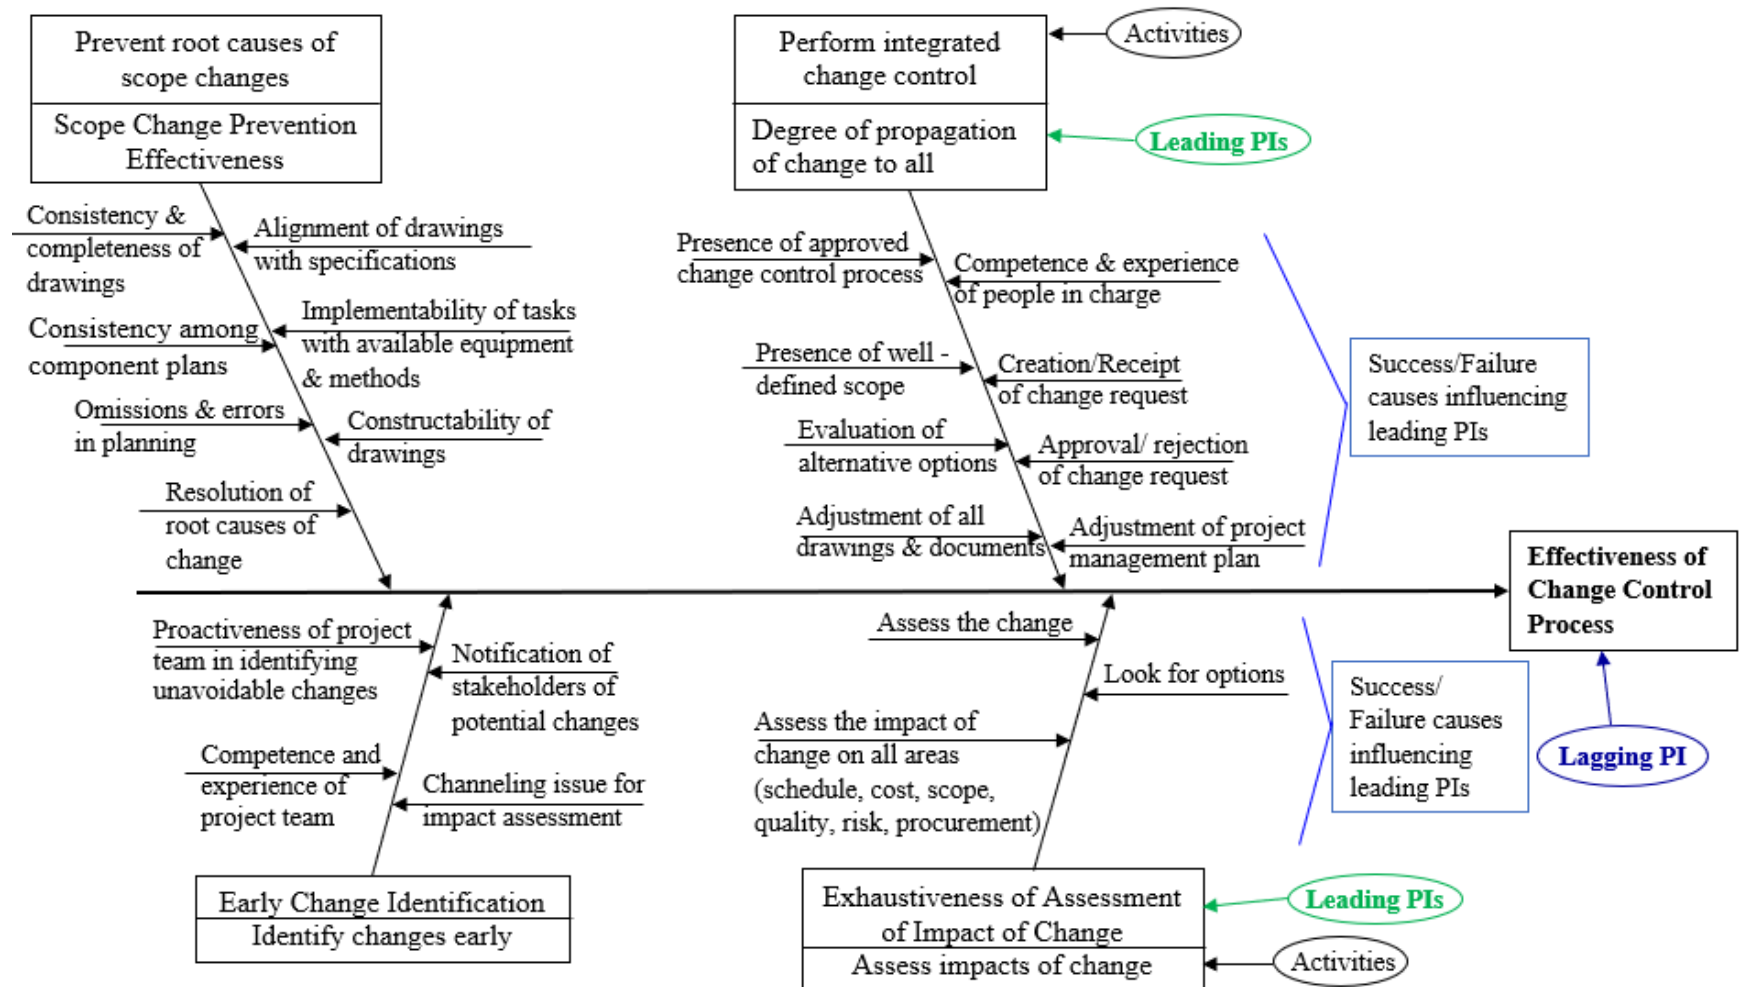 Prevent root causes of
scope changes
Scope Change Prevention
Effectiveness
Perform integrated
change control
Activities
Degree of propagation
of change to all
Leading PIs
Consistency &
completeness of
drawings
Alignment of drawings
with specifications
Consistency among
component plans
Implementability of tasks
with available equipment
& methods
Omissions & errors
in planning
Constructability of
drawings
Resolution of
root causes of
change
Presence of approved
change control process
Competence & experience
of people in charge
Presence of well -
defined scope
Creation/Receipt
of change request
Evaluation of
alternative options
Approval/ rejection
of change request
Adjustment of all
drawings & documents
Adjustment of project
management plan
Success/Failure
causes influencing
leading PIs
Effectiveness of
Change Control
Process
Proactiveness of project
team in identifying
unavoidable changes
Notification of
stakeholders of
potential changes
Competence and
experience of
project team
Channeling issue for
impact assessment
Early Change Identification
Identify changes early
Assess the change
Look for options
Assess the impact of
change on all areas
(schedule, cost, scope,
quality, risk, procurement)
Success/
Failure causes
influencing
leading PIs
Lagging PI
Exhaustiveness of Assessment
of Impact of Change
Assess impacts of change
Leading PIs
Activities